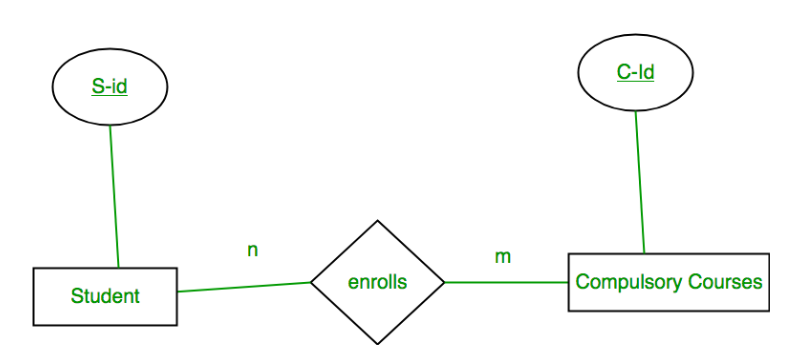 S-id
C-Id
n
m
Student
enrolls
Compulsory Courses